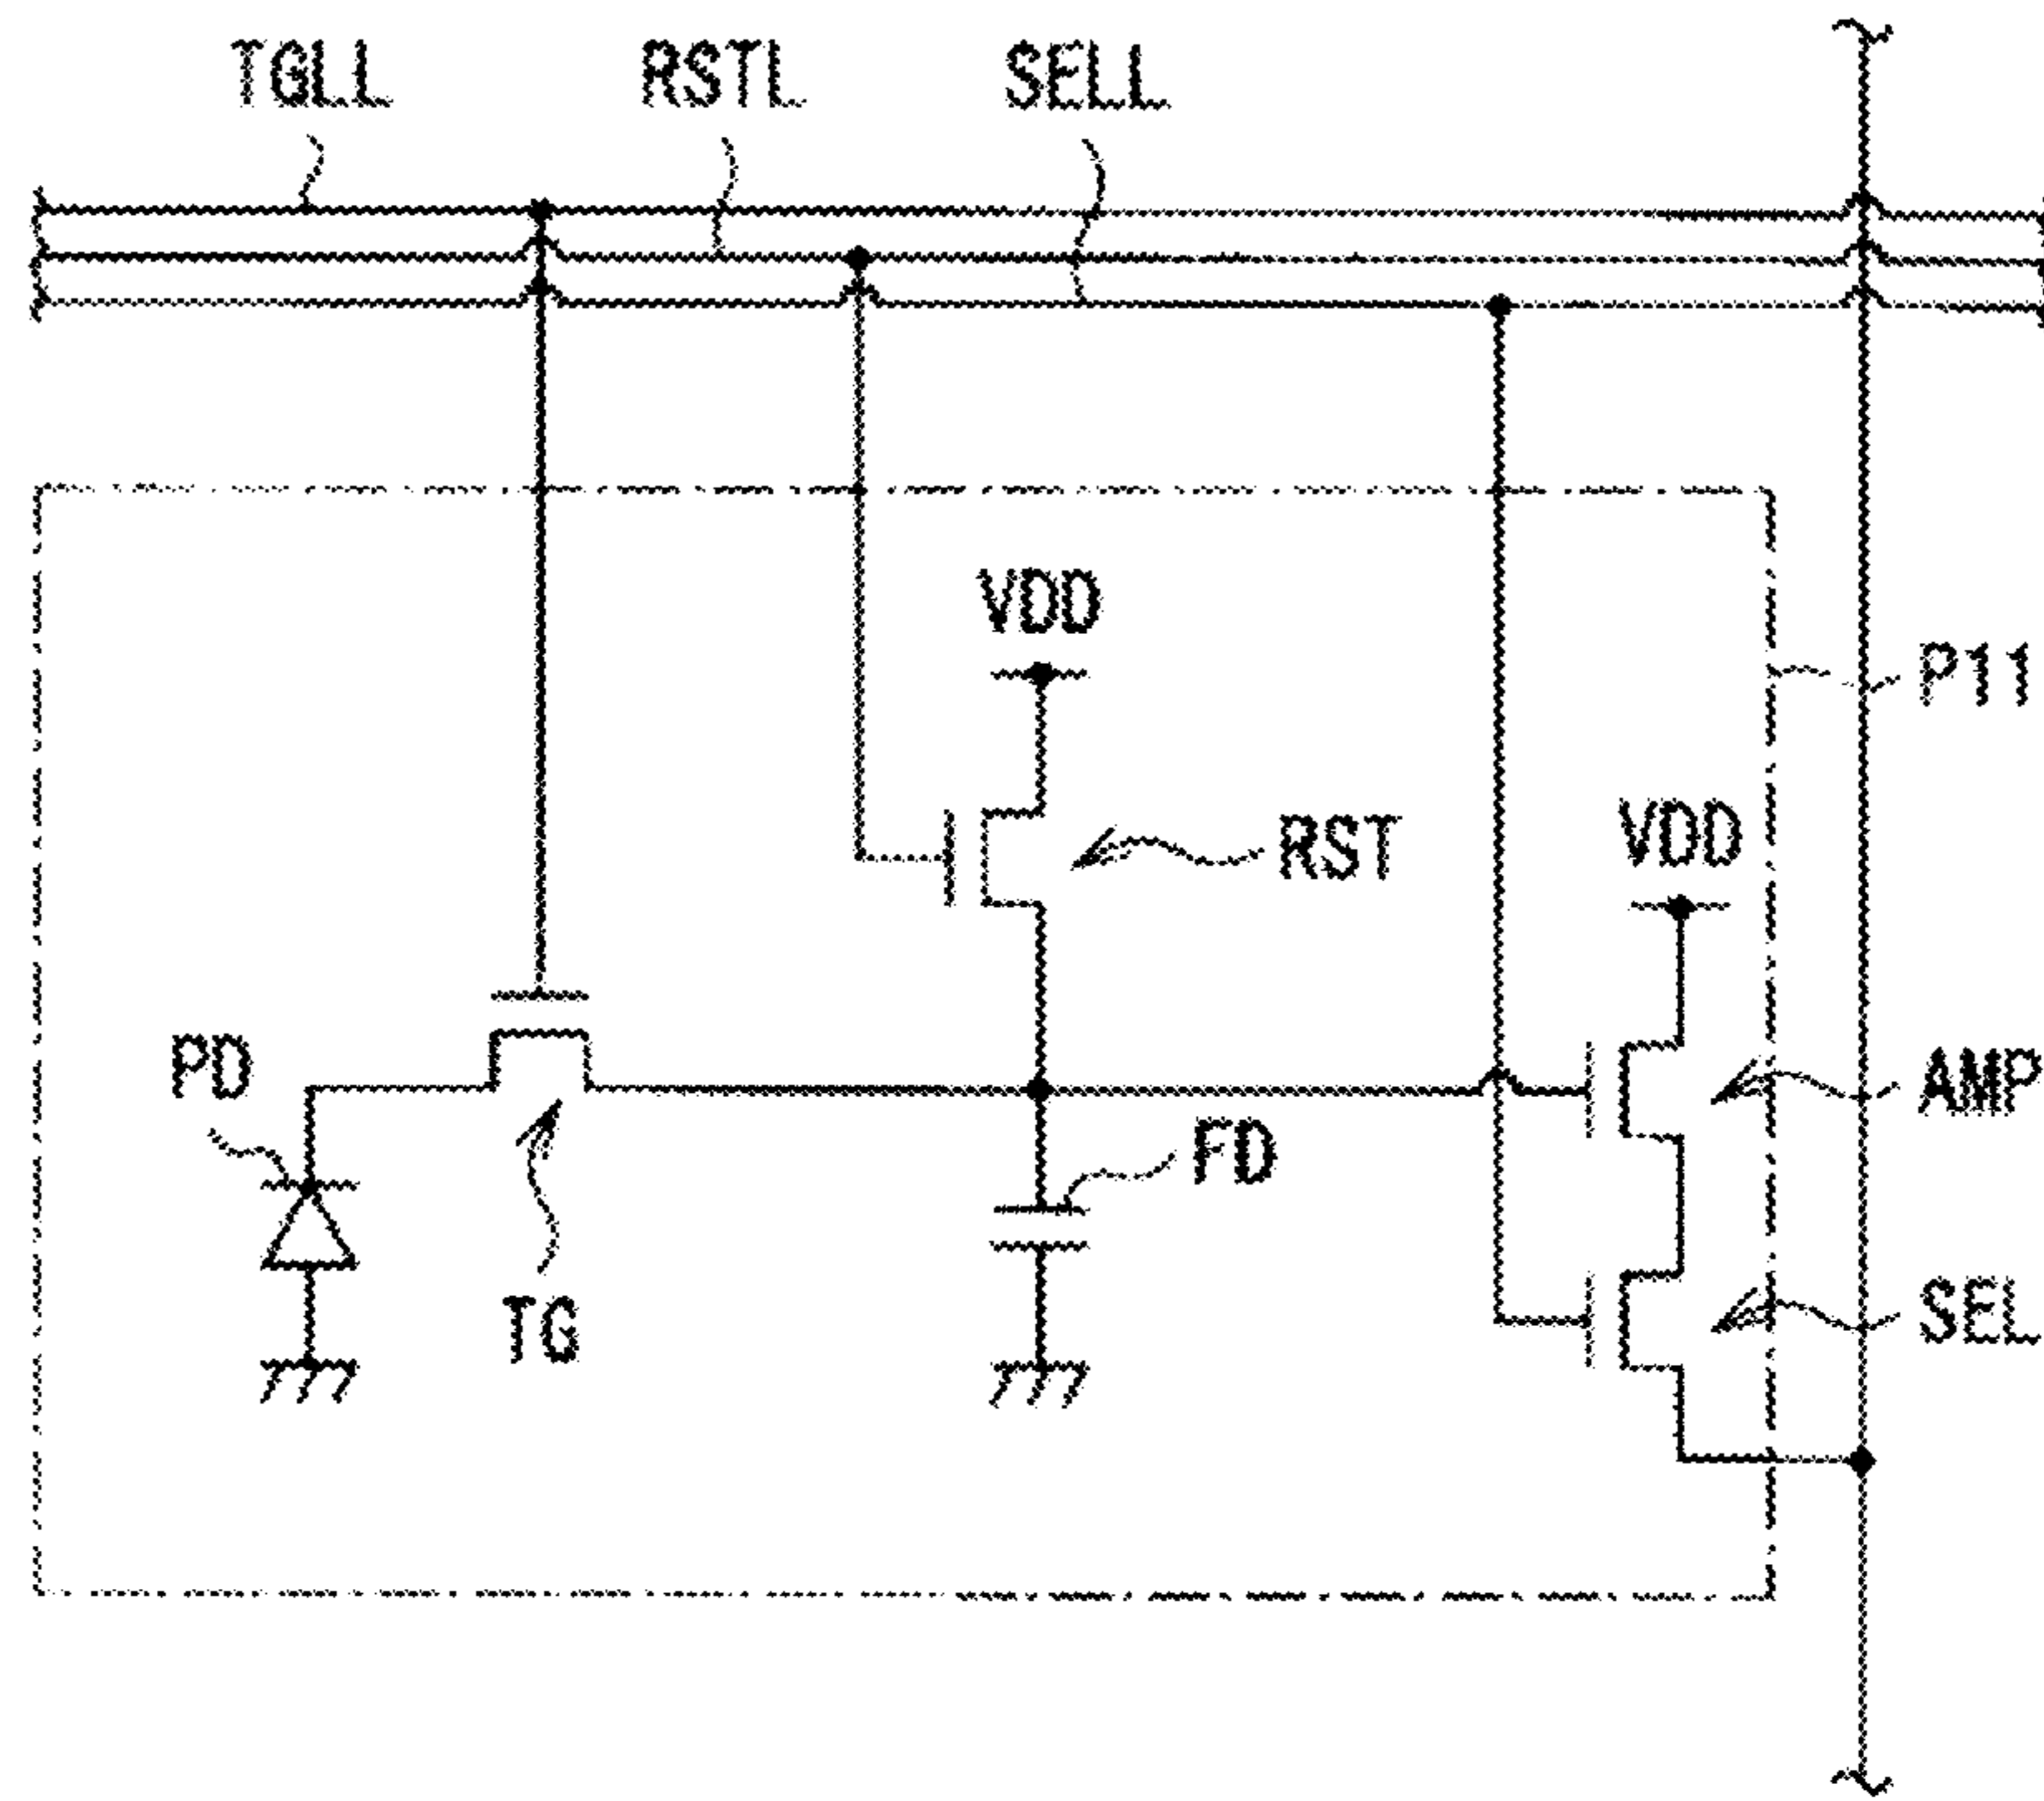 TGLL RSTL SELL
VDD
P11
RST
VDD
PD
AMP
FD
TG
SEL